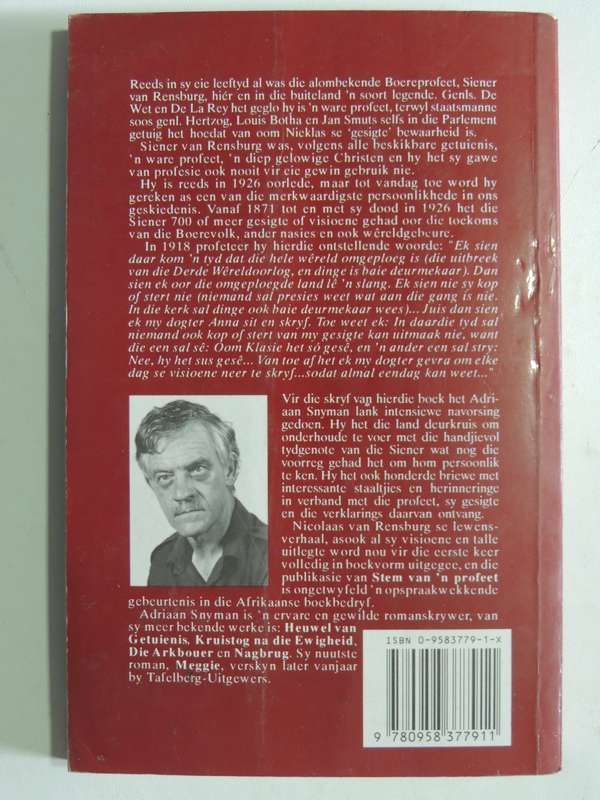 Reeds in sy eie leeftyd al was die alombekende Boereprofeet, Siener
van Rensburg, hiér en in die buiteland 'n soort legende. Genls. De
Wet en De La Rey het geglo hy is 'n ware profeet, terwyl staatsmanne
soos genl. Hertzog, Louis Botha en Jan Smuts selfs in die Parlement
getuig het hoedat van oom Nieklas se 'gesigte' bewaarheid is.
Siener van Rensburg was, volgens alle beskikbare getuienis,
'n ware profeet, 'n diep gelowige Christen en hy het sy gawe
van profesie ook nooit vir eie gewin gebruik nie.
Hy is reeds in 1926 oorlede, maar tot vandag toe word hy
gereken as een van die merkwaardigste persoonlikhede in ons
geskiedenis. Vanaf 1871 tot en met sy dood in 1926 het die
Siener 700 of meer gesigte of visioene gehad oor die toekoms
van die Boerevolk, ander nasies en ook wêreldgebeure.
In 1918 profeteer hy hierdie ontstellende woorde: "Ek sien
daar kom 'n tyd dat die hele wêreld omgeploeg is (die uitbreek
van die Derde Wêreldoorlog, en dinge is baie deurmekaar). Dan
sien ek oor die omgeploegde land lê 'n slang. Ek sien nie sy kop
of stert nie (niemand sal presies weet wat aan die gang is nie.
In die kerk sal dinge ook baie deurmekaar wees)... Juis dan sien
ek my dogter Anna sit en skryf. Toe weet ek: In daardie tyd sal
niemand ook kop of stert van my gesigte kan uitmaak nie, want
die een sal sê: Oom Klasie het só gesê, en 'n ander een sal stry:
Nee, hy het sus gesê... Van toe af het ek my dogter gevra om elke
dag se visioene neer te skryf...sodat almal eendag kan weet..."
Vir die skryf van hierdie boek het Adri-
aan Snyman lank intensiewe navorsing
gedoen. Hy het die land deurkruis om
onderhoude te voer met die handjievol
tydgenote van die Siener wat nog die
voorreg gehad het om hom persoonlik
te ken. Hy het ook honderde briewe met
interessante staaltjies en herinneringe
in verband met die profeet, sy gesigte
en die verklarings daarvan ontvang.
Nicolaas van Rensburg se lewens-
verhaal, asook al sy visioene en talle
uitlegte word nou vir die eerste keer
volledig in boekvorm uitgegee, en die
publikasie van Stem van 'n profeet
is ongetwyfeld 'n opspraakwekkende
gebeurtenis in die Afrikaanse boekbedryf.
Adriaan Snyman is 'n ervare en gewilde romanskrywer, van
sy meer bekende werke is: Heuwel van
Getuienis, Kruistog na die Ewigheid,
Die Arkbouer en Nagbrug. Sy nuutste
roman, Meggie, verskyn later vanjaar
by Tafelberg-Uitgewers.
ISBN 0-9583779-1-X
9 780958 377911